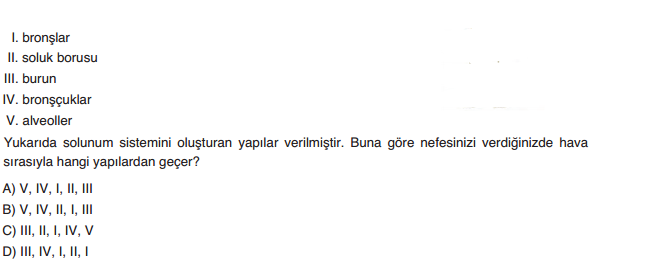 I. bronşlar
II. soluk borusu
III. burun
IV. bronşçuklar
V. alveoller
Yukarıda solunum sistemini oluşturan yapılar verilmiştir. Buna göre nefesinizi verdiğinizde hava
sırasıyla hangi yapılardan geçer?
A) V, IV, I, II, III
B) V, IV, II, I, III
C) III, II, I, IV, V
D) III, IV, I, II, I